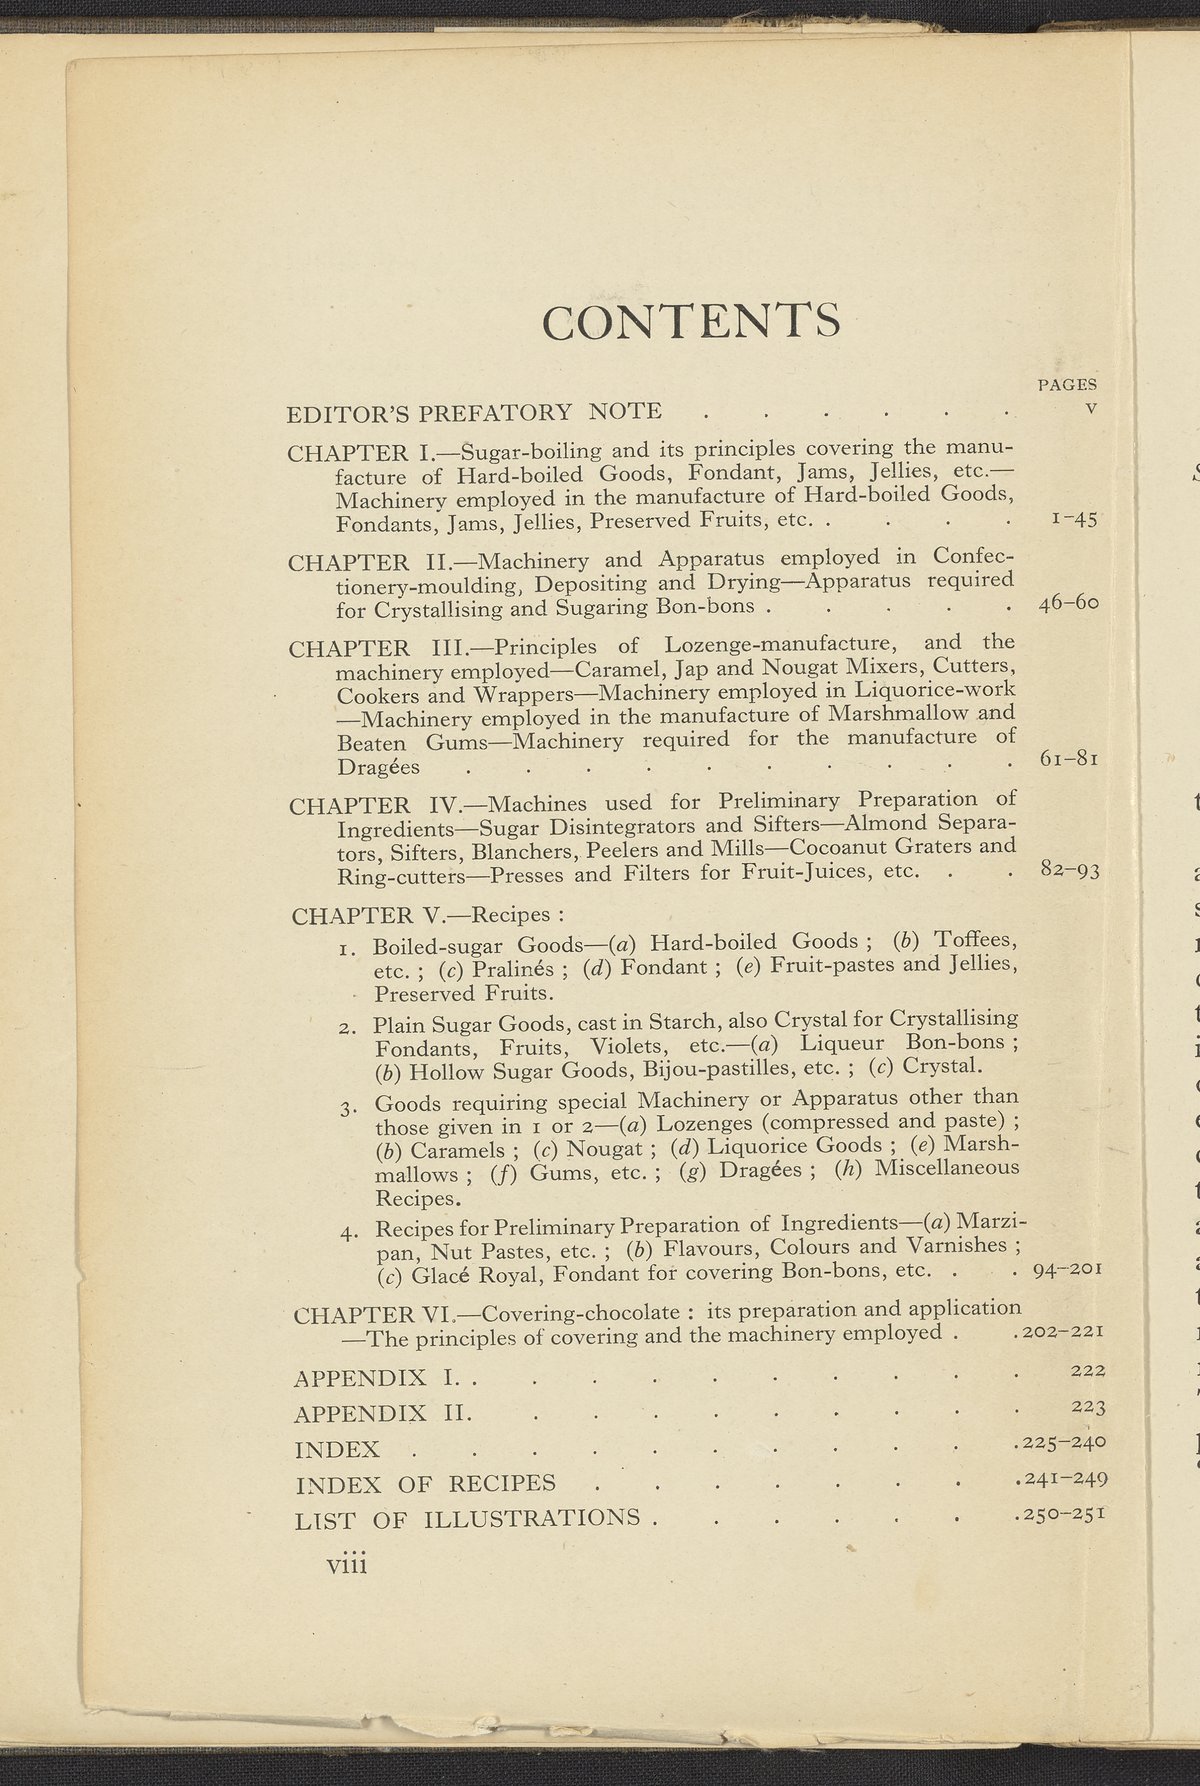 CONTENTS
PAGES
EDITOR'S PREFATORY NOTE . . . . . . v
CHAPTER I.—Sugar-boiling and its principles covering the manu-
facture of Hard-boiled Goods, Fondant, Jams, Jellies, etc.—
Machinery employed in the manufacture of Hard-boiled Goods,
Fondants, Jams, Jellies, Preserved Fruits, etc. . . . . 1-45
CHAPTER II.—Machinery and Apparatus employed in Confec-
tionery-moulding, Depositing and Drying—Apparatus required
for Crystallising and Sugaring Bon-bons . . . . . 46-60
CHAPTER III.—Principles of Lozenge-manufacture, and the
machinery employed—Caramel, Jap and Nougat Mixers, Cutters,
Cookers and Wrappers—Machinery employed in Liquorice-work
—Machinery employed in the manufacture of Marshmallow and
Beaten Gums—Machinery required for the manufacture of
Dragées . . . . . . . . . . 61-81
CHAPTER IV.—Machines used for Preliminary Preparation of
Ingredients—Sugar Disintegrators and Sifters—Almond Separa-
tors, Sifters, Blanchers, Peelers and Mills—Cocoanut Graters and
Ring-cutters—Presses and Filters for Fruit-Juices, etc. . . 82-93
CHAPTER V.—Recipes :
1. Boiled-sugar Goods—(a) Hard-boiled Goods ; (b) Toffees,
etc. ; (c) Pralinés ; (d) Fondant ; (e) Fruit-pastes and Jellies,
Preserved Fruits.
2. Plain Sugar Goods, cast in Starch, also Crystal for Crystallising
Fondants, Fruits, Violets, etc.—(a) Liqueur Bon-bons ;
(b) Hollow Sugar Goods, Bijou-pastilles, etc. ; (c) Crystal.
3. Goods requiring special Machinery or Apparatus other than
those given in 1 or 2—(a) Lozenges (compressed and paste) ;
(b) Caramels ; (c) Nougat ; (d) Liquorice Goods ; (e) Marsh-
mallows ; (f) Gums, etc. ; (g) Dragées ; (h) Miscellaneous
Recipes.
4. Recipes for Preliminary Preparation of Ingredients—(a) Marzi-
pan, Nut Pastes, etc. ; (b) Flavours, Colours and Varnishes ;
(c) Glacé Royal, Fondant for covering Bon-bons, etc. . . 94-201
CHAPTER VI.—Covering-chocolate : its preparation and application
—The principles of covering and the machinery employed . . 202-221
APPENDIX I. . . . . . . . . . . 222
APPENDIX II. . . . . . . . . . 223
INDEX . . . . . . . . . . . 225-240
INDEX OF RECIPES . . . . . . . . 241-249
LIST OF ILLUSTRATIONS . . . . . . . 250-251
viii